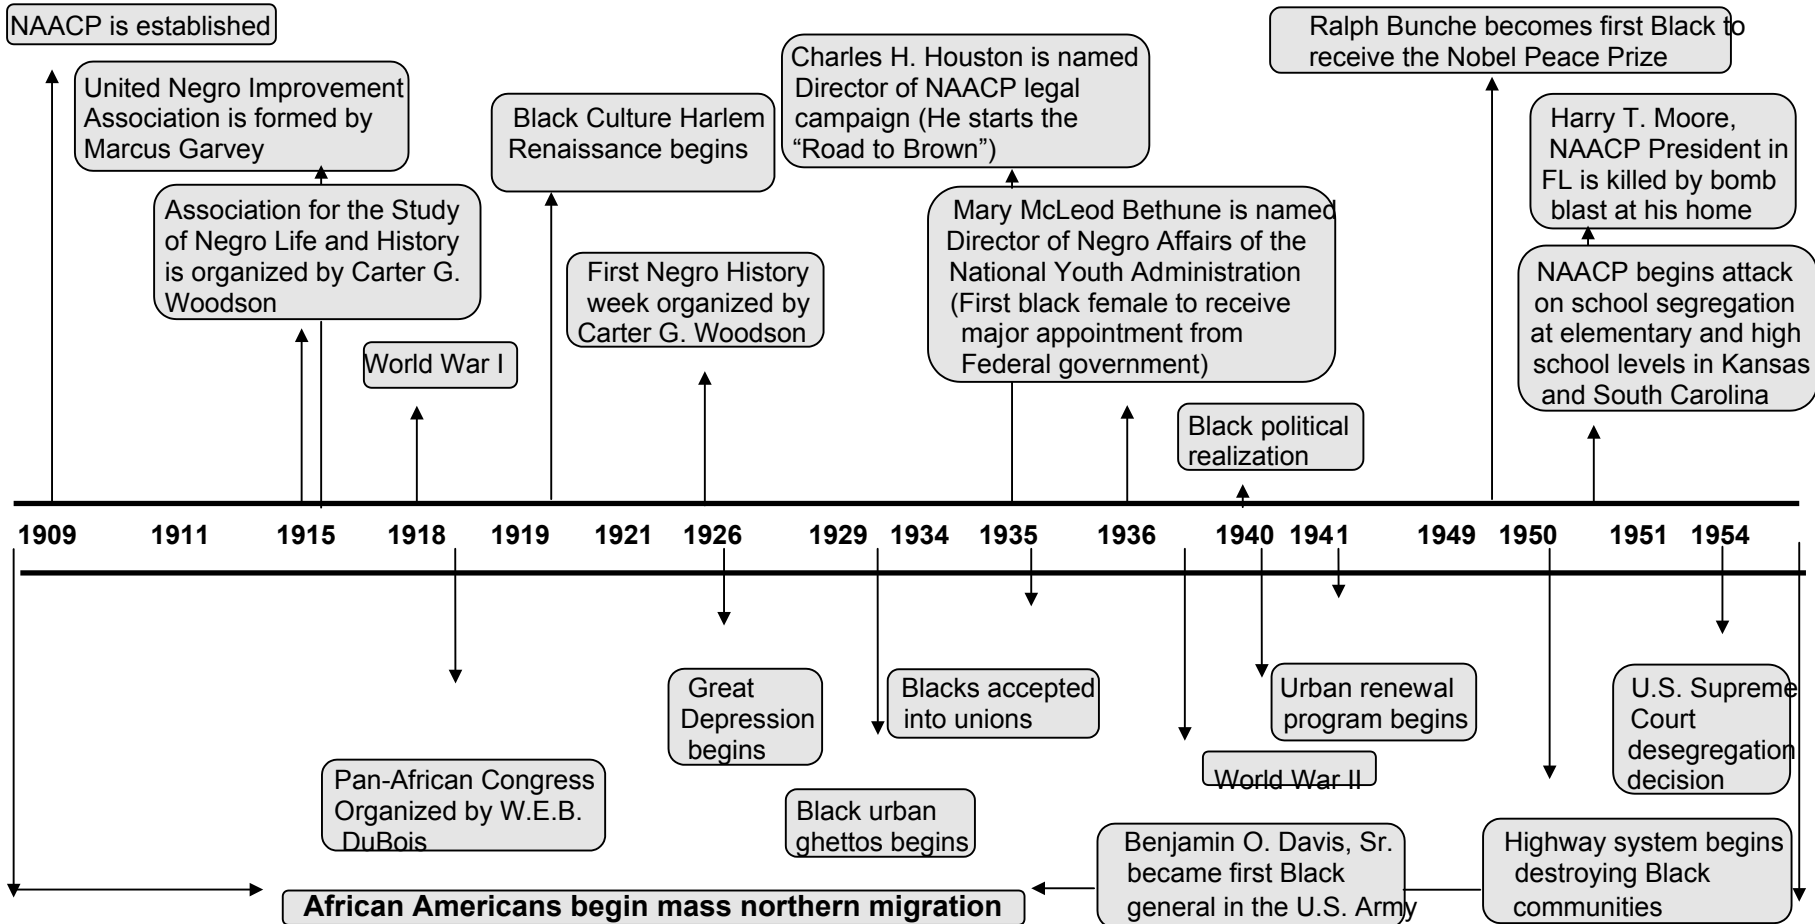 NAACP is established
United Negro Improvement
Association is formed by
Marcus Garvey
Association for the Study
of Negro Life and History
is organized by Carter G.
Woodson
World War I
Black Culture Harlem
Renaissance begins
First Negro History
week organized by
Carter G. Woodson
Charles H. Houston is named
Director of NAACP legal
campaign (He starts the
“Road to Brown”)
Mary McLeod Bethune is named
Director of Negro Affairs of the
National Youth Administration
(First black female to receive
major appointment from
Federal government)
Black political
realization
Ralph Bunche becomes first Black to
receive the Nobel Peace Prize
Harry T. Moore,
NAACP President in
FL is killed by bomb
blast at his home
NAACP begins attack
on school segregation
at elementary and high
school levels in Kansas
and South Carolina
1909 1911 1915 1918 1919 1921 1926 1929 1934 1935 1936 1940 1941 1949 1950 1951 1954
Pan-African Congress
Organized by W.E.B.
DuBois
Great
Depression
begins
Black urban
ghettos begins
Blacks accepted
into unions
World War II
Urban renewal
program begins
Benjamin O. Davis, Sr.
became first Black
general in the U.S. Army
U.S. Supreme
Court
desegregation
decision
Highway system begins
destroying Black
communities
African Americans begin mass northern migration